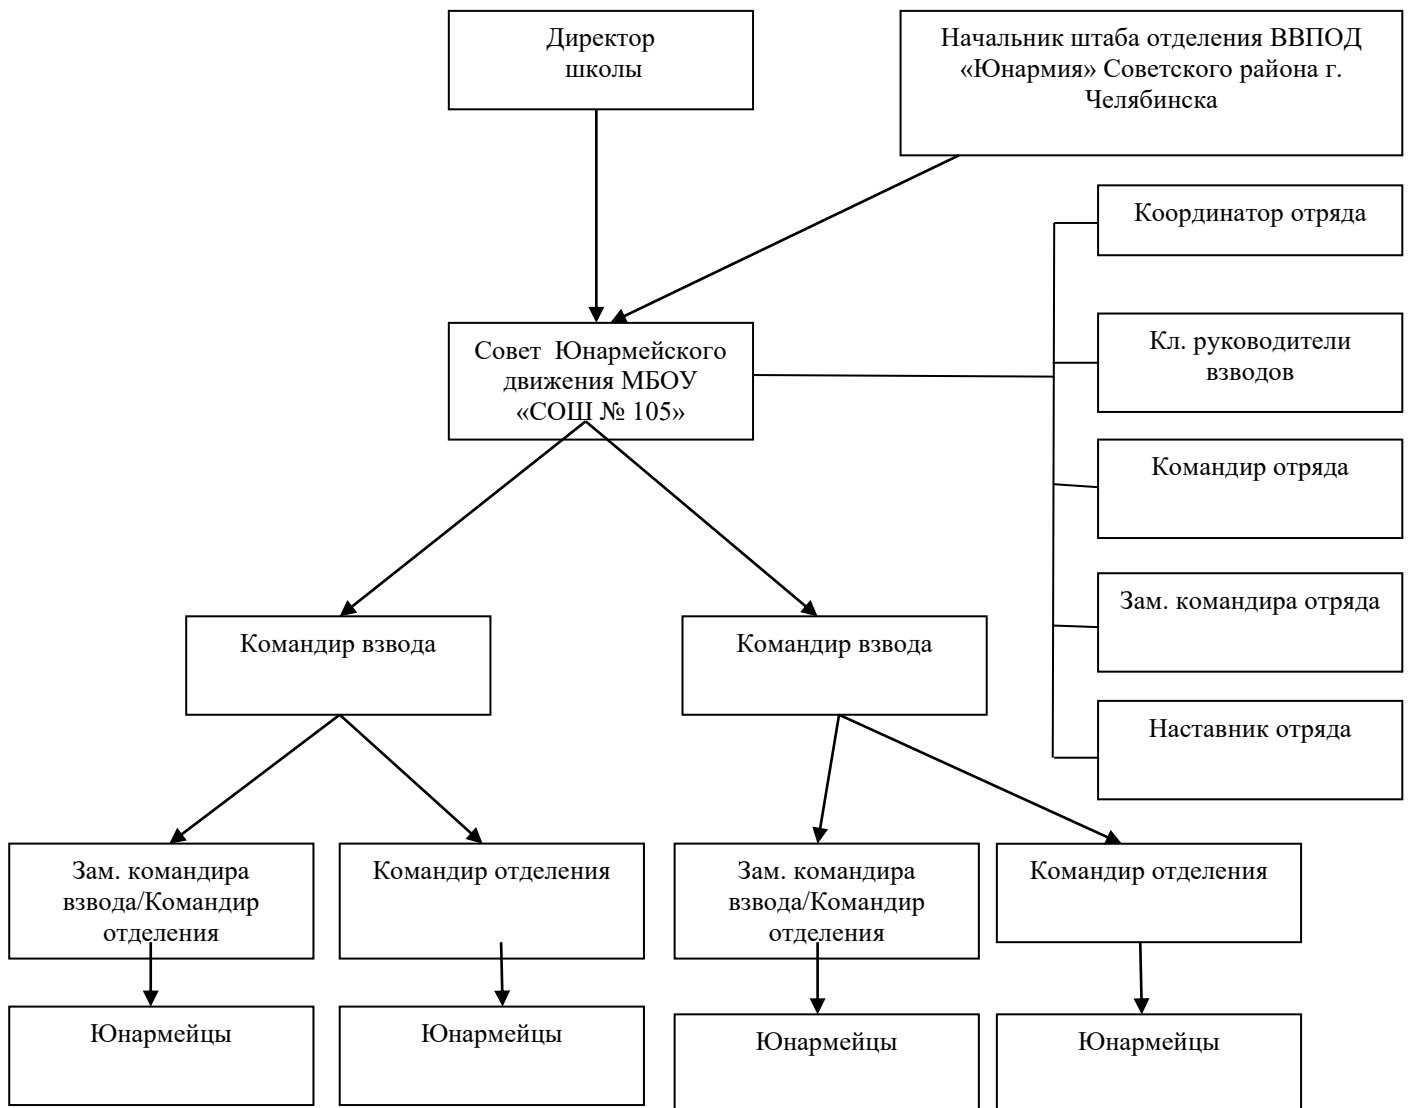 Директор
школы
Начальник штаба отделения ВВПОД
«Юнармия» Советского района г.
Челябинска
Координатор отряда
Кл. руководители
взводов
Совет Юнармейского
движения МБОУ
«СОШ № 105»
Командир отряда
Зам. командира отряда
Наставник отряда
Командир взвода
Командир взвода
Зам. командира
взвода/Командир
отделения
Командир отделения
Зам. командира
взвода/Командир
отделения
Командир отделения
Юнармейцы
Юнармейцы
Юнармейцы
Юнармейцы